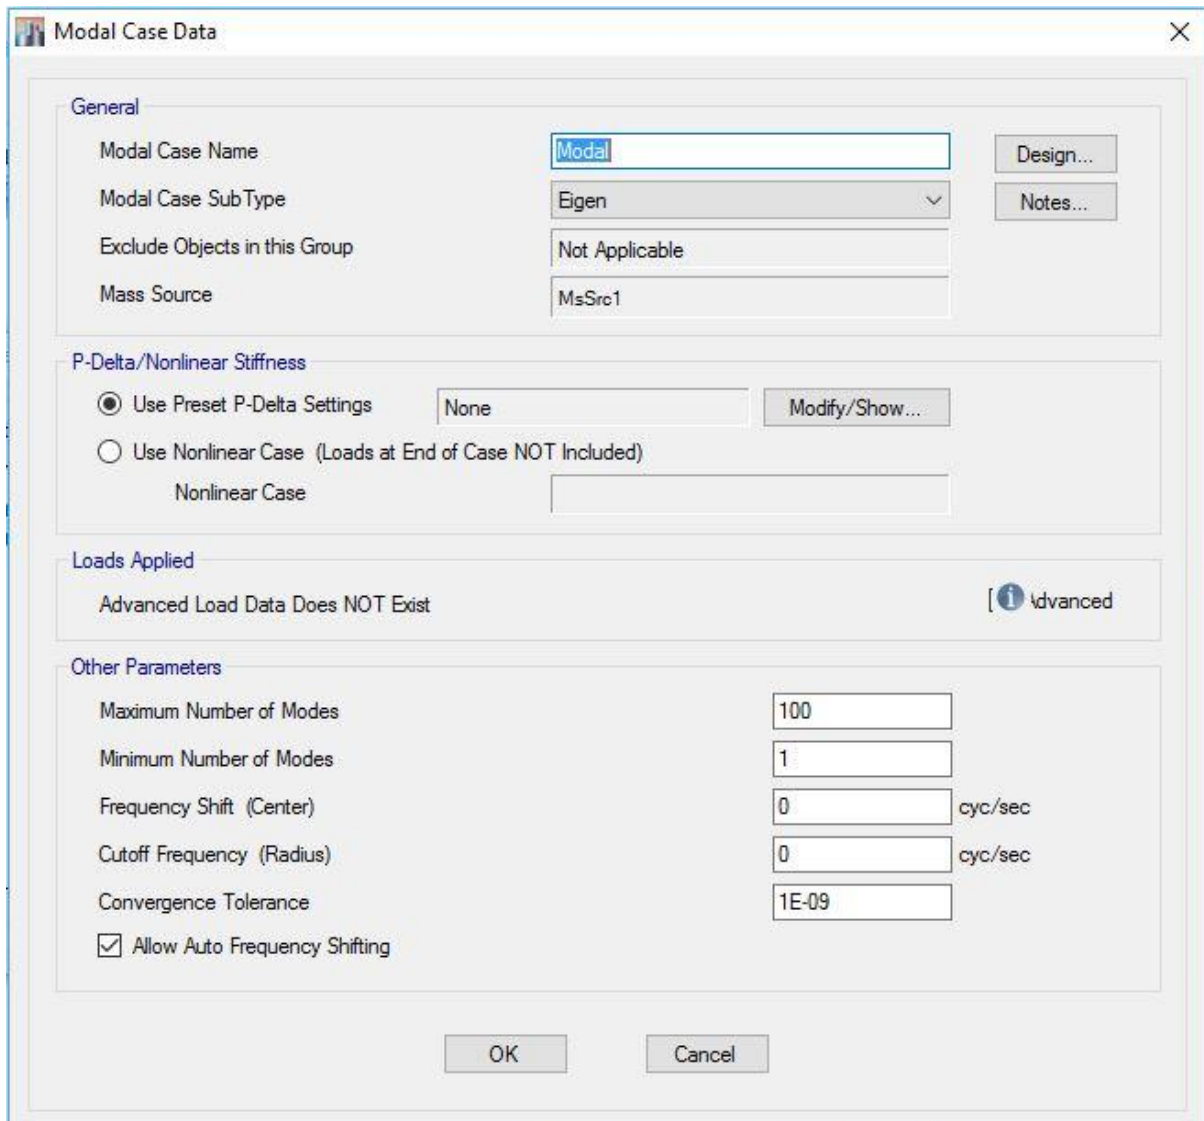 Modal Case Data
General
Modal Case Name Modal Design...
Modal Case SubType Eigen Notes...
Exclude Objects in this Group Not Applicable
Mass Source MsSrc1
P-Delta/Nonlinear Stiffness
Use Preset P-Delta Settings None Modify/Show...
Use Nonlinear Case (Loads at End of Case NOT Included)
Nonlinear Case
Loads Applied
Advanced Load Data Does NOT Exist dvanced
Other Parameters
Maximum Number of Modes 100
Minimum Number of Modes 1
Frequency Shift (Center) 0 cyc/sec
Cutoff Frequency (Radius) 0 cyc/sec
Convergence Tolerance 1E-09
Allow Auto Frequency Shifting
OK Cancel